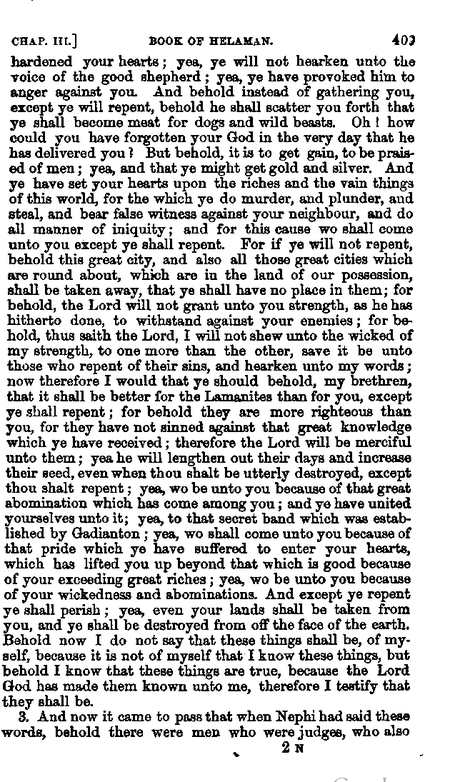 CHAP. III.] BOOK OF HELAMAN. 409
hardened your hearts; yea, ye will not hearken unto the
voice of the good shepherd; yea, ye have provoked him to
anger against you. And behold instead of gathering you,
except ye will repent, behold he shall scatter you forth that
ye shall become meat for dogs and wild beasts. Oh! how
could you have forgotten your God in the very day that he
has delivered you? But behold, it is to get gain, to be prais-
ed of men; yea, and that ye might get gold and silver. And
ye have set your hearts upon the riches and the vain things
of this world, for the which ye do murder, and plunder, and
steal, and bear false witness against your neighbour, and do
all manner of iniquity; and for this cause wo shall come
unto you except ye shall repent. For if ye will not repent,
behold this great city, and also all those great cities which
are round about, which are in the land of our possession,
shall be taken away, that ye shall have no place in them; for
behold, the Lord will not grant unto you strength, as he has
hitherto done, to withstand against your enemies; for be-
hold, thus saith the Lord, I will not shew unto the wicked of
my strength, to one more than the other, save it be unto
those who repent of their sins, and hearken unto my words;
now therefore I would that ye should behold, my brethren,
that it shall be better for the Lamanites than for you, except
ye shall repent; for behold they are more righteous than
you, for they have not sinned against that great knowledge
which ye have received; therefore the Lord will be merciful
unto them; yea he will lengthen out their days and increase
their seed, even when thou shalt be utterly destroyed, except
thou shalt repent; yea, wo be unto you because of that great
abomination which has come among you; and ye have united
yourselves unto it; yea, to that secret band which was estab-
lished by Gadianton; yea, wo shall come unto you because of
that pride which ye have suffered to enter your hearts,
which has lifted you up beyond that which is good because
of your exceeding great riches; yea, wo be unto you because
of your wickedness and abominations. And except ye repent
ye shall perish; yea, even your lands shall be taken from
you, and ye shall be destroyed from off the face of the earth.
Behold now I do not say that these things shall be, of my-
self, because it is not of myself that I know these things, but
behold I know that these things are true, because the Lord
God has made them known unto me, therefore I testify that
they shall be.
3. And now it came to pass that when Nephi had said these
words, behold there were men who were judges, who also
2 N